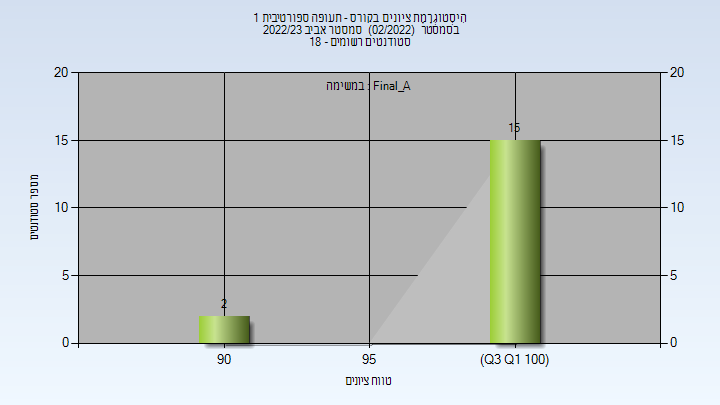 היסטוגרמת ציונים בקורס - תעופה ספורטיבית 1
בסמסטר (02/2022) סמסטר אביב 2022/23
סטודנטים רשומים - 18
במשימה : Final_A
20
15
10
5
0
20
15
10
5
0
מספר סטודנטים
2
15
90
95
(Q3 Q1 100)
טווח ציונים